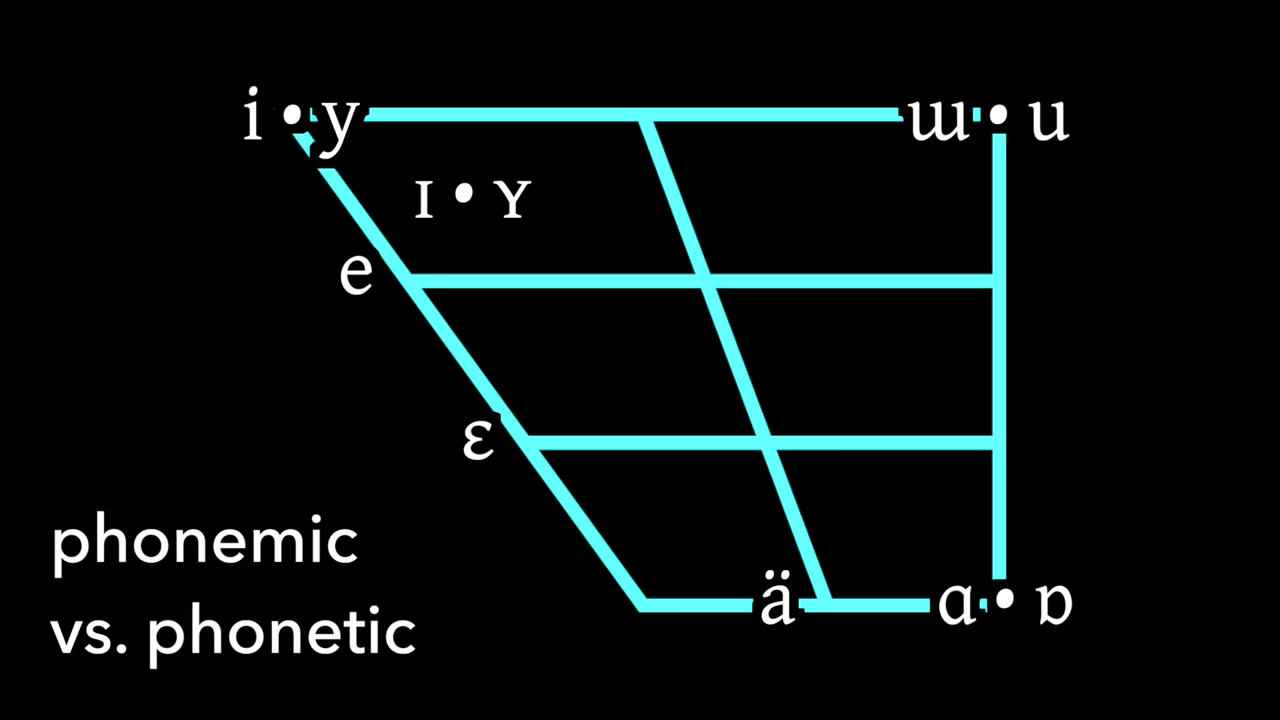 i • y ɯ • u
ɪ • ʏ
e
ɛ
phonemic
ä ɑ • ɒ
vs. phonetic